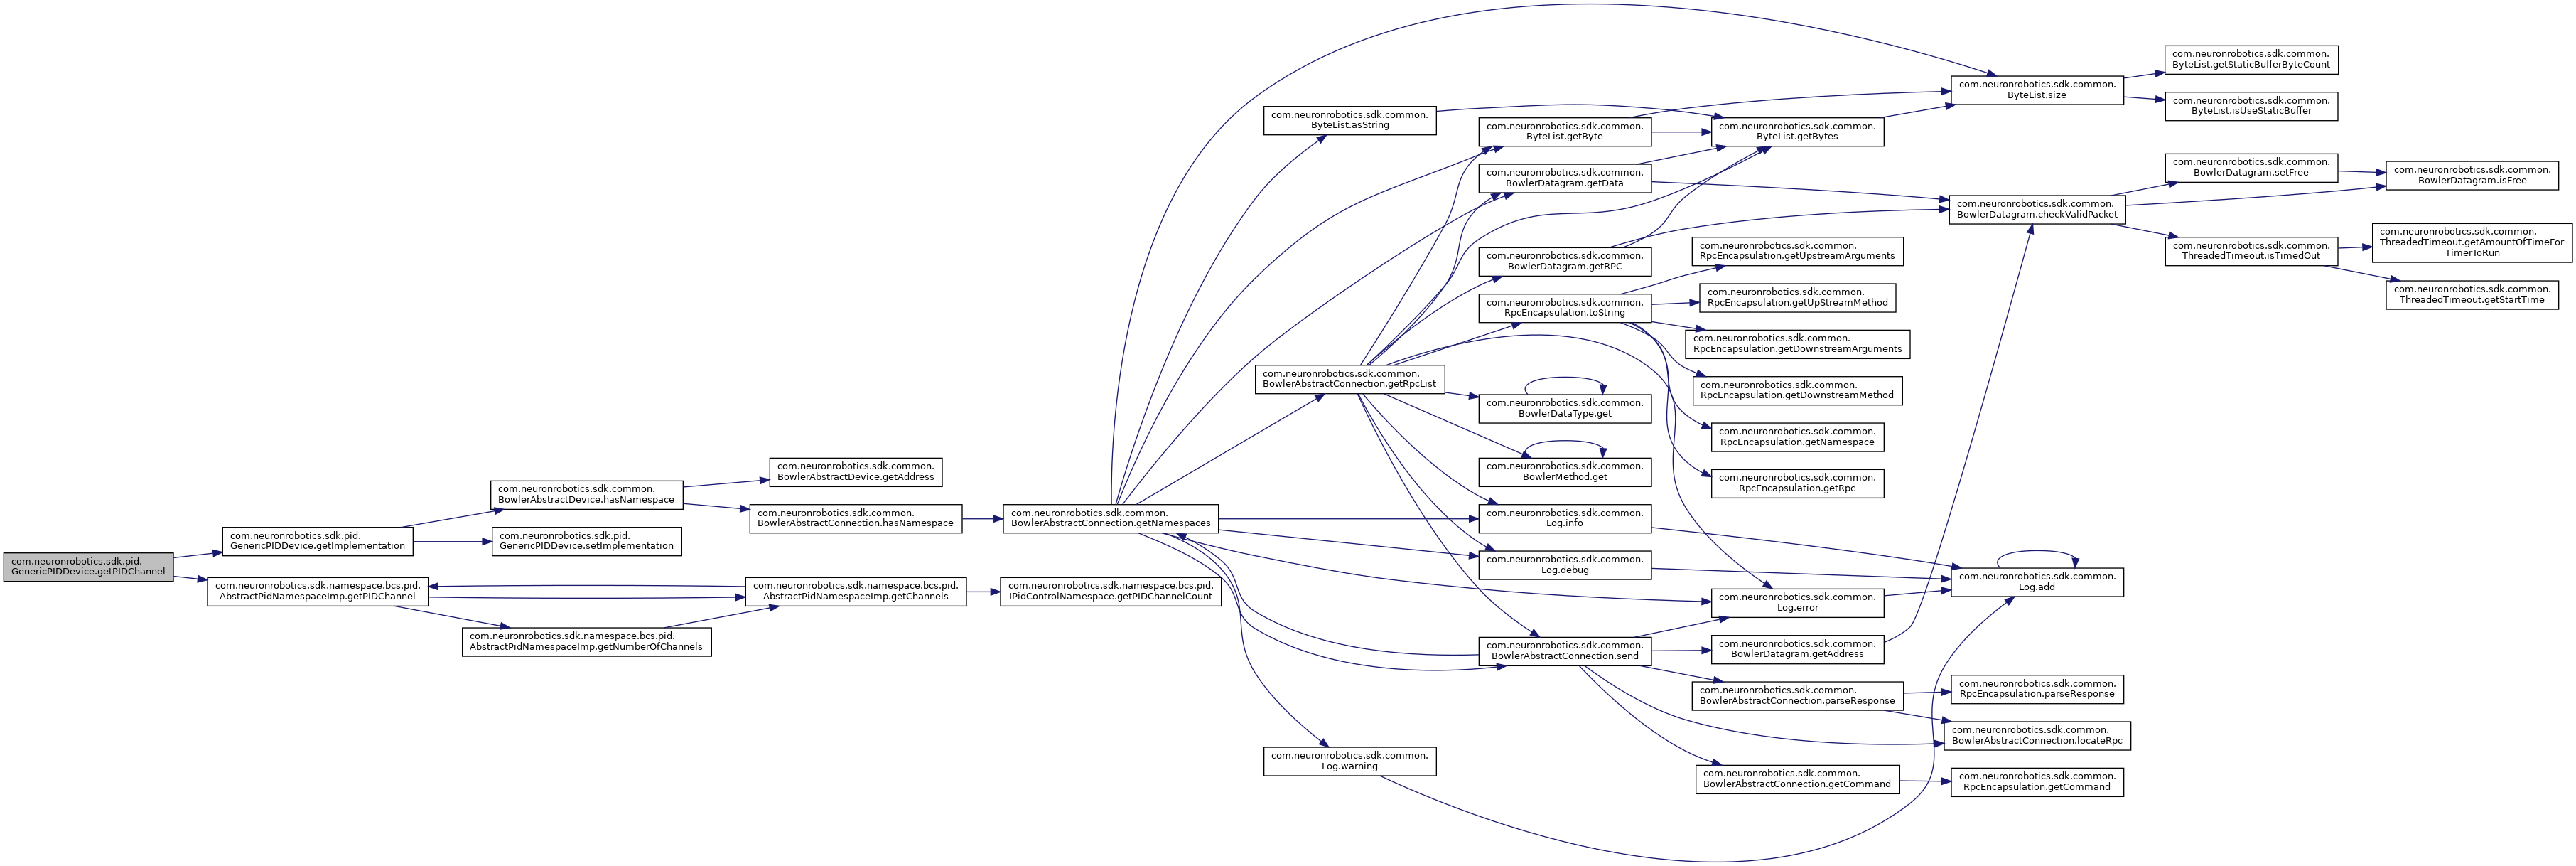 com.neuronrobotics.sdk.pid.
GenericPIDDevice.getPIDChannel
com.neuronrobotics.sdk.pid.
GenericPIDDevice.getImplementation
com.neuronrobotics.sdk.namespace.bcs.pid.
AbstractPidNamespaceImp.getPIDChannel
com.neuronrobotics.sdk.common.
BowlerAbstractDevice.hasNamespace
com.neuronrobotics.sdk.pid.
GenericPIDDevice.setImplementation
com.neuronrobotics.sdk.namespace.bcs.pid.
AbstractPidNamespaceImp.getNumberOfChannels
com.neuronrobotics.sdk.common.
BowlerAbstractDevice.getAddress
com.neuronrobotics.sdk.common.
BowlerAbstractConnection.hasNamespace
com.neuronrobotics.sdk.namespace.bcs.pid.
AbstractPidNamespaceImp.getChannels
com.neuronrobotics.sdk.common.
BowlerAbstractConnection.getNamespaces
com.neuronrobotics.sdk.namespace.bcs.pid.
IPidControlNamespace.getPIDChannelCount
com.neuronrobotics.sdk.common.
ByteList.asString
com.neuronrobotics.sdk.common.
BowlerAbstractConnection.getRpcList
com.neuronrobotics.sdk.common.
Log.warning
com.neuronrobotics.sdk.common.
ByteList.getByte
com.neuronrobotics.sdk.common.
BowlerDatagram.getData
com.neuronrobotics.sdk.common.
BowlerDatagram.getRPC
com.neuronrobotics.sdk.common.
RpcEncapsulation.toString
com.neuronrobotics.sdk.common.
BowlerDataType.get
com.neuronrobotics.sdk.common.
BowlerMethod.get
com.neuronrobotics.sdk.common.
Log.info
com.neuronrobotics.sdk.common.
Log.debug
com.neuronrobotics.sdk.common.
BowlerAbstractConnection.send
com.neuronrobotics.sdk.common.
ByteList.getBytes
com.neuronrobotics.sdk.common.
RpcEncapsulation.getUpstreamArguments
com.neuronrobotics.sdk.common.
RpcEncapsulation.getUpStreamMethod
com.neuronrobotics.sdk.common.
RpcEncapsulation.getDownstreamArguments
com.neuronrobotics.sdk.common.
RpcEncapsulation.getDownstreamMethod
com.neuronrobotics.sdk.common.
RpcEncapsulation.getNamespace
com.neuronrobotics.sdk.common.
RpcEncapsulation.getRpc
com.neuronrobotics.sdk.common.
Log.error
com.neuronrobotics.sdk.common.
BowlerDatagram.getAddress
com.neuronrobotics.sdk.common.
BowlerAbstractConnection.parseResponse
com.neuronrobotics.sdk.common.
BowlerAbstractConnection.getCommand
com.neuronrobotics.sdk.common.
ByteList.size
com.neuronrobotics.sdk.common.
BowlerDatagram.checkValidPacket
com.neuronrobotics.sdk.common.
Log.add
com.neuronrobotics.sdk.common.
RpcEncapsulation.parseResponse
com.neuronrobotics.sdk.common.
BowlerAbstractConnection.locateRpc
com.neuronrobotics.sdk.common.
RpcEncapsulation.getCommand
com.neuronrobotics.sdk.common.
ByteList.getStaticBufferByteCount
com.neuronrobotics.sdk.common.
ByteList.isUseStaticBuffer
com.neuronrobotics.sdk.common.
BowlerDatagram.setFree
com.neuronrobotics.sdk.common.
ThreadedTimeout.isTimedOut
com.neuronrobotics.sdk.common.
BowlerDatagram.isFree
com.neuronrobotics.sdk.common.
ThreadedTimeout.getAmountOfTimeFor
TimerToRun
com.neuronrobotics.sdk.common.
ThreadedTimeout.getStartTime